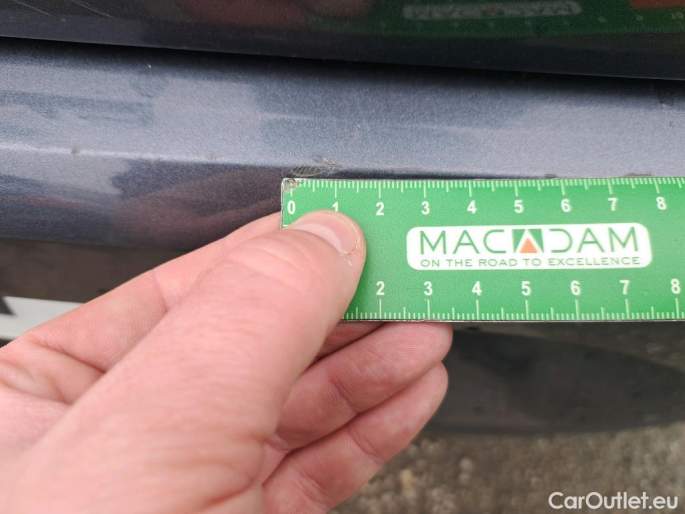 0 1 2 3 4 5 6 7 8
MACADAM
ON THE ROAD TO EXCELLENCE
2 3 4 5 6 7 8
CarOutlet.eu